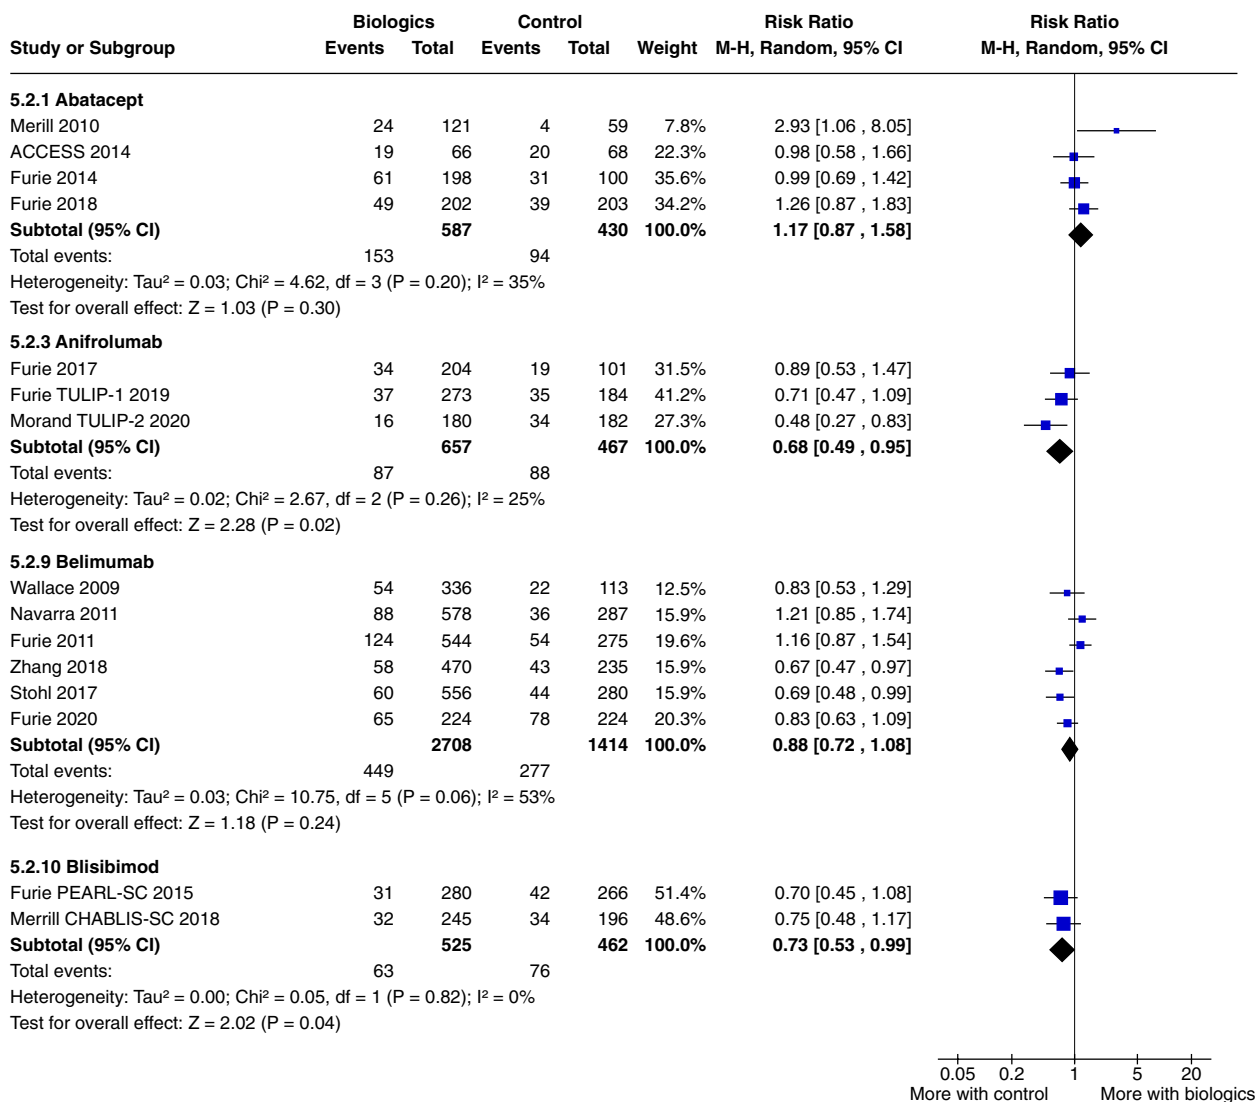 Biologics Control Risk Ratio Risk Ratio
Study or Subgroup Events Total Events Total Weight M-H, Random, 95% CI M-H, Random, 95% CI
5.2.1 Abatacept
Merill 2010 24 121 4 59 7.8% 2.93 [1.06 , 8.05]
ACCESS 2014 19 66 20 68 22.3% 0.98 [0.58 , 1.66]
Furie 2014 61 198 31 100 35.6% 0.99 [0.69 , 1.42]
Furie 2018 49 202 39 203 34.2% 1.26 [0.87 , 1.83]
Subtotal (95% CI) 587 430 100.0% 1.17 [0.87 , 1.58]
Total events: 153 94
Heterogeneity: Tau² = 0.03; Chi² = 4.62, df = 3 (P = 0.20); I² = 35%
Test for overall effect: Z = 1.03 (P = 0.30)
5.2.3 Anifrolumab
Furie 2017 34 204 19 101 31.5% 0.89 [0.53 , 1.47]
Furie TULIP-1 2019 37 273 35 184 41.2% 0.71 [0.47 , 1.09]
Morand TULIP-2 2020 16 180 34 182 27.3% 0.48 [0.27 , 0.83]
Subtotal (95% CI) 657 467 100.0% 0.68 [0.49 , 0.95]
Total events: 87 88
Heterogeneity: Tau² = 0.02; Chi² = 2.67, df = 2 (P = 0.26); I² = 25%
Test for overall effect: Z = 2.28 (P = 0.02)
5.2.9 Belimumab
Wallace 2009 54 336 22 113 12.5% 0.83 [0.53 , 1.29]
Navarra 2011 88 578 36 287 15.9% 1.21 [0.85 , 1.74]
Furie 2011 124 544 54 275 19.6% 1.16 [0.87 , 1.54]
Zhang 2018 58 470 43 235 15.9% 0.67 [0.47 , 0.97]
Stohl 2017 60 556 44 280 15.9% 0.69 [0.48 , 0.99]
Furie 2020 65 224 78 224 20.3% 0.83 [0.63 , 1.09]
Subtotal (95% CI) 2708 1414 100.0% 0.88 [0.72 , 1.08]
Total events: 449 277
Heterogeneity: Tau² = 0.03; Chi² = 10.75, df = 5 (P = 0.06); I² = 53%
Test for overall effect: Z = 1.18 (P = 0.24)
5.2.10 Blisibimod
Furie PEARL-SC 2015 31 280 42 266 51.4% 0.70 [0.45 , 1.08]
Merrill CHABLIS-SC 2018 32 245 34 196 48.6% 0.75 [0.48 , 1.17]
Subtotal (95% CI) 525 462 100.0% 0.73 [0.53 , 0.99]
Total events: 63 76
Heterogeneity: Tau² = 0.00; Chi² = 0.05, df = 1 (P = 0.82); I² = 0%
Test for overall effect: Z = 2.02 (P = 0.04)
0.05 0.2 1 5 20
More with control More with biologics